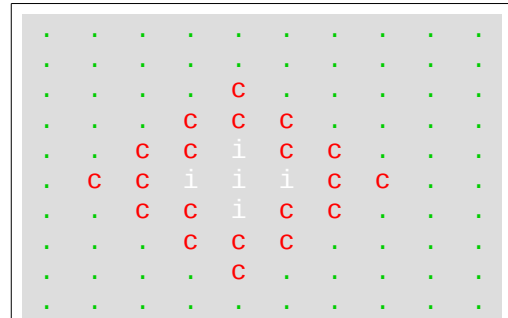 . . . . . . . . . .
. . . . . . . . . .
. . . . c . . . . .
. . . c c c . . . .
. . c c i c c . . .
. c c i i i c c . .
. . c c i c c . . .
. . . c c c . . . .
. . . . c . . . . .
. . . . . . . . . .